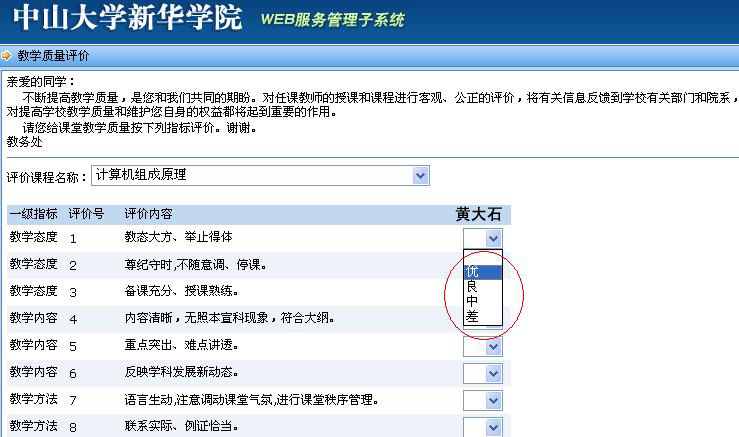 中山大学新华学院 WEB服务管理子系统
教学质量评价
亲爱的同学：
不断提高教学质量，是您和我们共同的期盼。对任课教师的授课和课程进行客观、公正的评价，将有关信息反馈到学校有关部门和院系，
对提高学校教学质量和维护您自身的权益都将起到重要的作用。
请您给课堂教学质量按下列指标评价。谢谢。
教务处
评价课程名称： 计算机组成原理
一级指标 评价号 评价内容 黄大石
教学态度 1 教态大方、举止得体
教学态度 2 尊纪守时,不随意调、停课。
优
教学态度 3 备课充分、授课熟练。
良
中
教学内容 4 内容清晰，无照本宣科现象，符合大纲。
差
教学内容 5 重点突出、难点讲透。
教学内容 6 反映学科发展新动态。
教学方法 7 语言生动,注意调动课堂气氛,进行课堂秩序管理。
教学方法 8 联系实际、例证恰当。